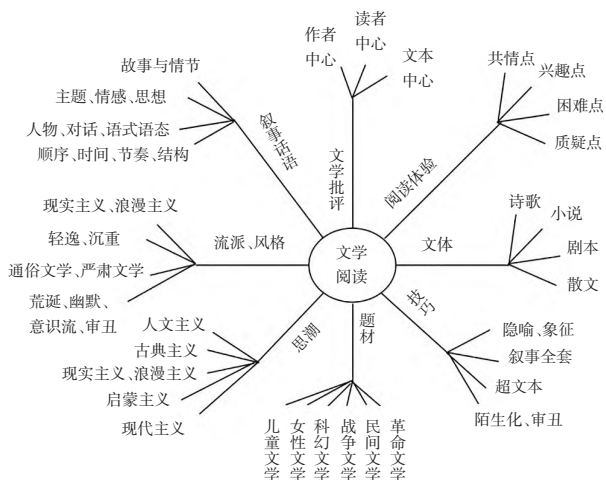 文学
阅读
文学批评
作者
中心
读者
中心
文本
中心
阅读体验
共情点
兴趣点
困难点
质疑点
文体
诗歌
小说
剧本
散文
技巧
隐喻、象征
叙事全套
超文本
陌生化、审丑
题材
儿童文学
女性文学
科幻文学
战争文学
民间文学
革命文学
思潮
人文主义
古典主义
现实主义、浪漫主义
启蒙主义
现代主义
流派、风格
现实主义、浪漫主义
轻逸、沉重
通俗文学、严肃文学
荒诞、幽默、
意识流、审丑
叙事话语
故事与情节
主题、情感、思想
人物、对话、语式语态
顺序、时间、节奏、结构